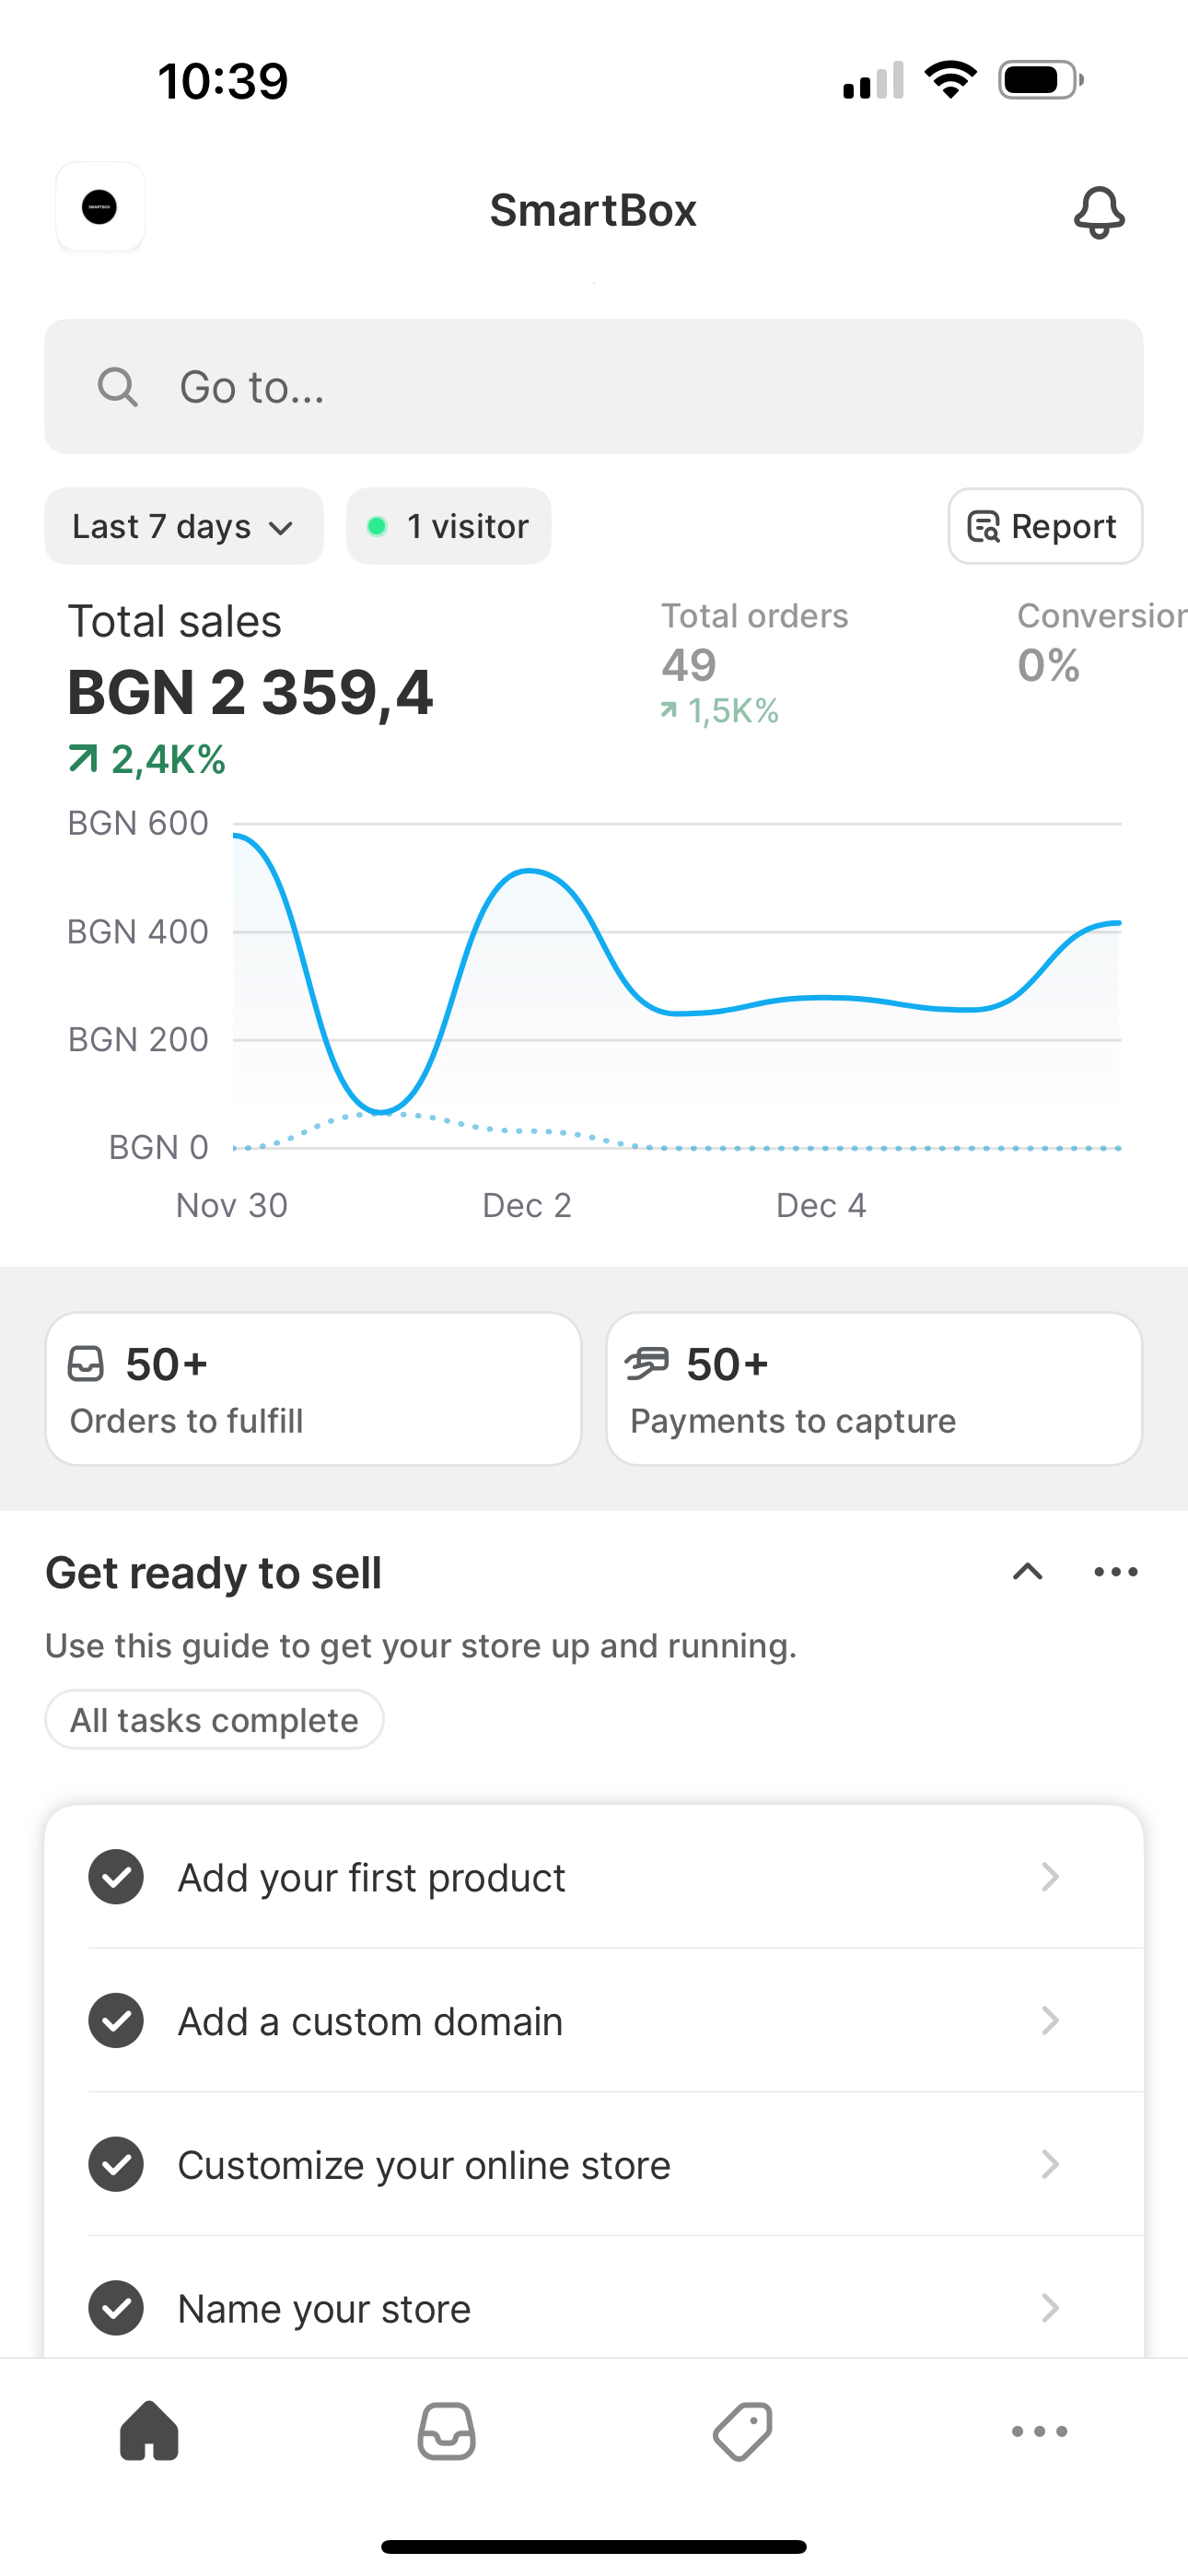 10:39
SMARTBOX
SmartBox
Go to...
Last 7 days
1 visitor
Report
Total sales
Total orders
Conversion
BGN 2 359,4
49
0%
2,4K%
1,5K%
BGN 600
BGN 400
BGN 200
BGN 0
Nov 30
Dec 2
Dec 4
50+
Orders to fulfill
50+
Payments to capture
Get ready to sell
Use this guide to get your store up and running.
All tasks complete
Add your first product
Add a custom domain
Customize your online store
Name your store